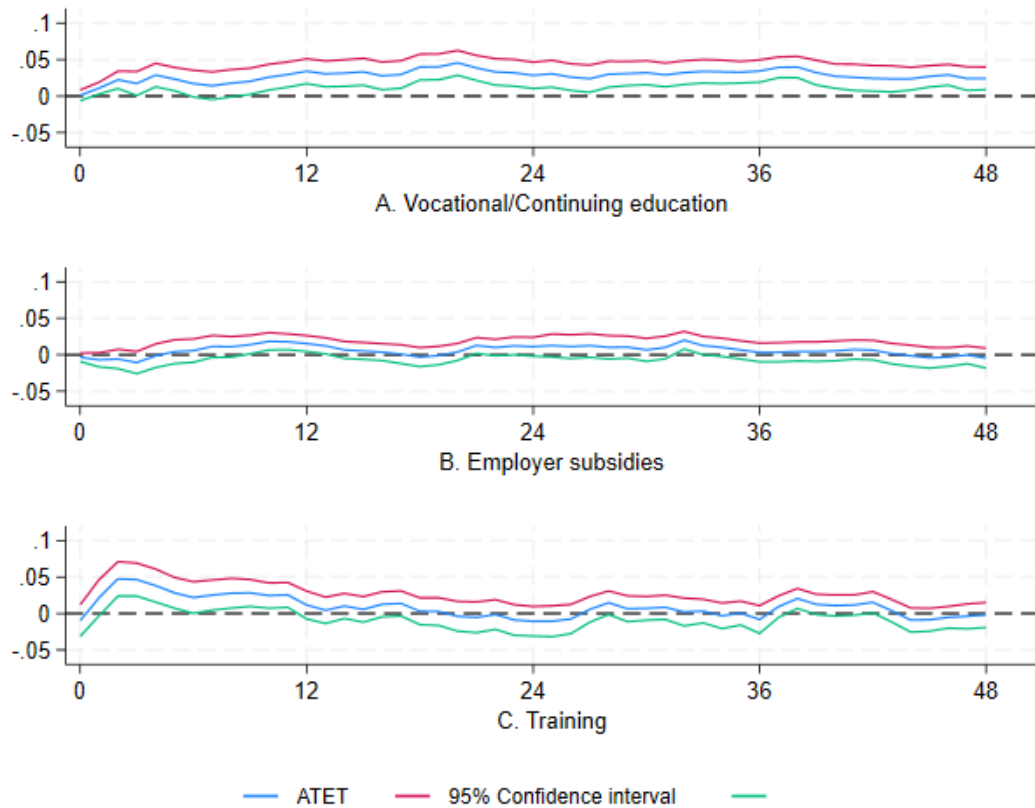 .1
.05
0
-.05
0 12 24 36 48
A. Vocational/Continuing education
.1
.05
0
-.05
0 12 24 36 48
B. Employer subsidies
.1
.05
0
-.05
0 12 24 36 48
C. Training
ATET 95% Confidence interval